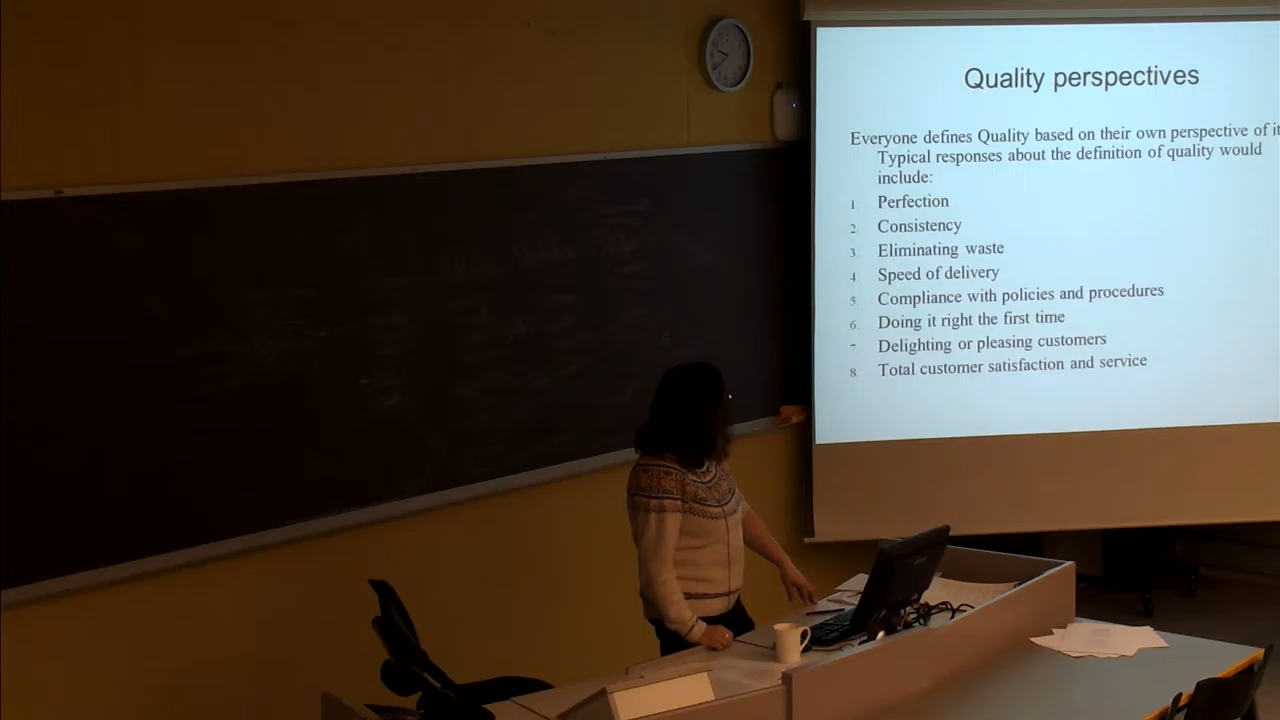 Quality perspectives
Everyone defines Quality based on their own perspective of
Typical responses about the definition of quality would
include:
1. Perfection
2. Consistency
3. Eliminating waste
4. Speed of delivery
5. Compliance with policies and procedures
6. Doing it right the first time
7. Delighting or pleasing customers
8. Total customer satisfaction and service